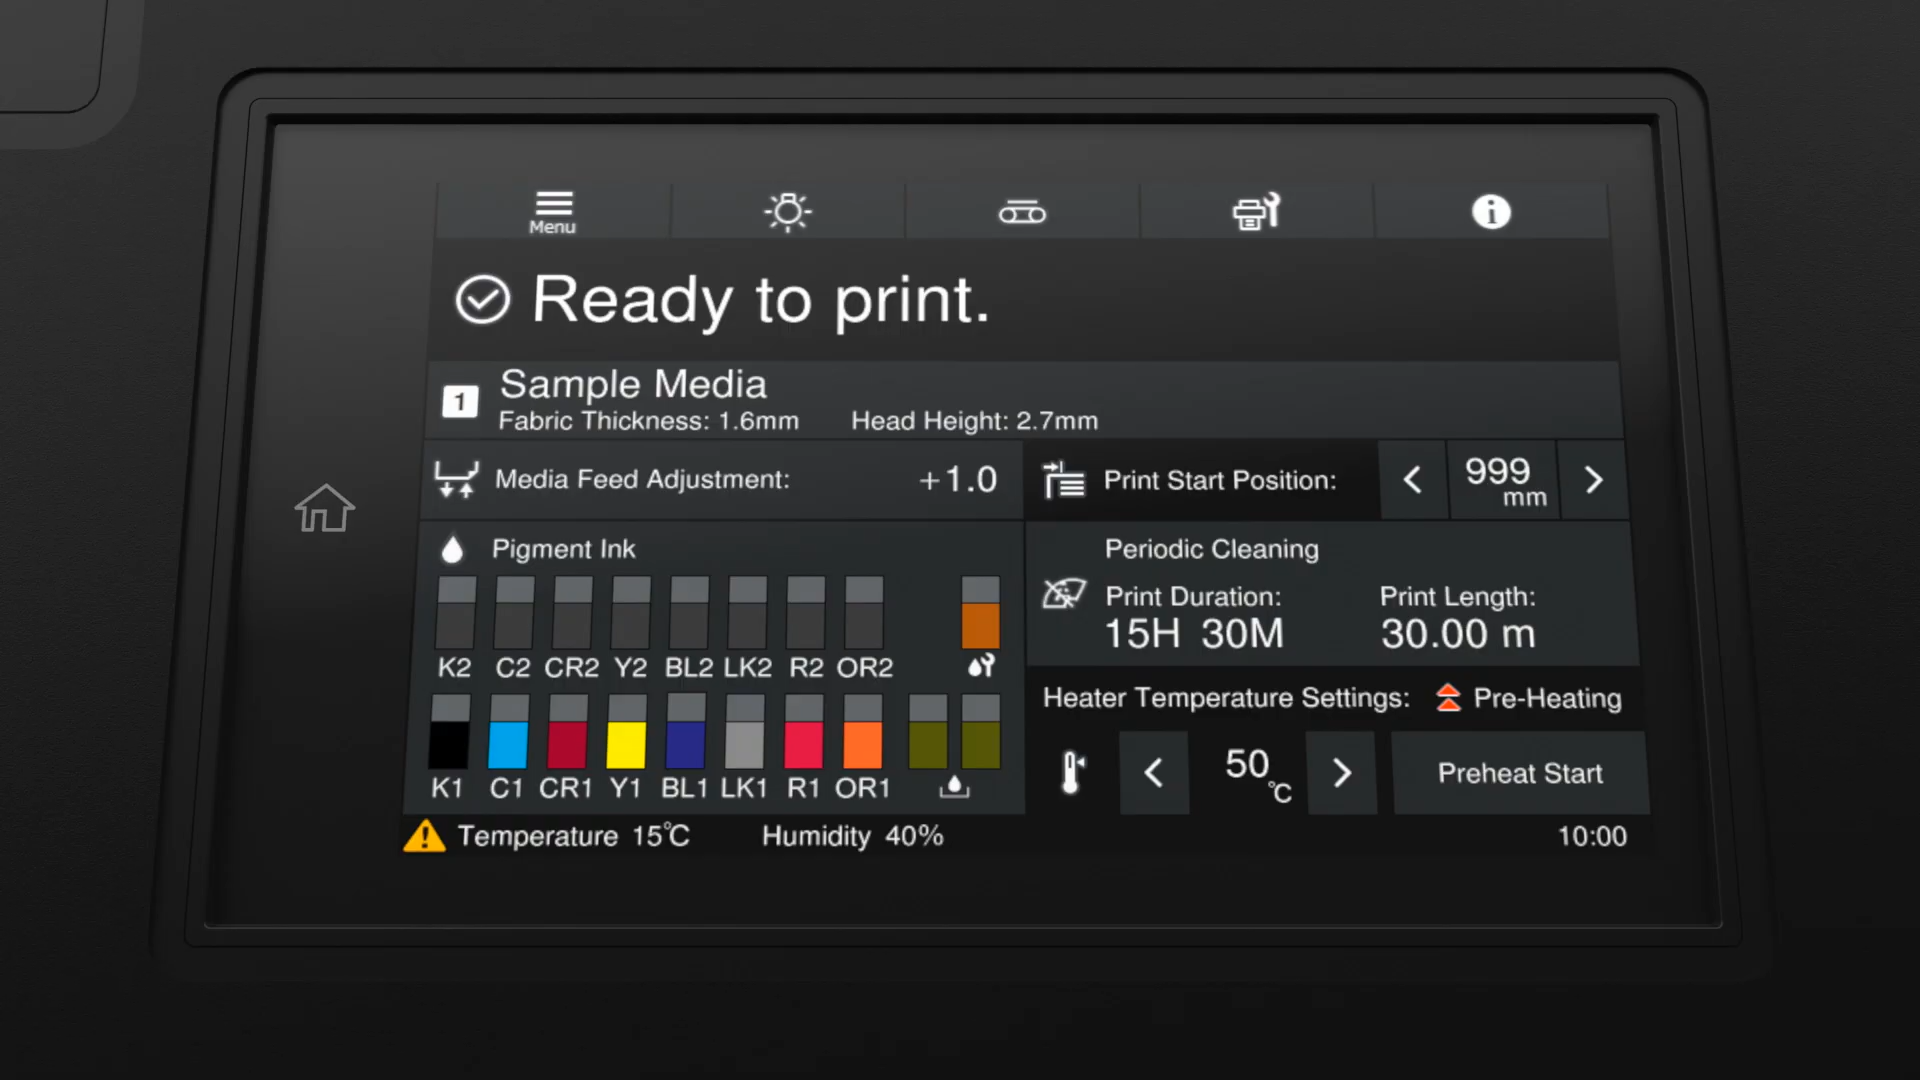 Menu
Ready to print.
1
Sample Media
Fabric Thickness: 1.6mm Head Height: 2.7mm
Media Feed Adjustment: +1.0
Print Start Position: 999 mm
Pigment Ink
K2 C2 CR2 Y2 BL2 LK2 R2 OR2
K1 C1 CR1 Y1 BL1 LK1 R1 OR1
Periodic Cleaning
Print Duration: Print Length:
15H 30M 30.00 m
Heater Temperature Settings: Pre-Heating
50 ℃ Preheat Start
Temperature 15℃ Humidity 40% 10:00